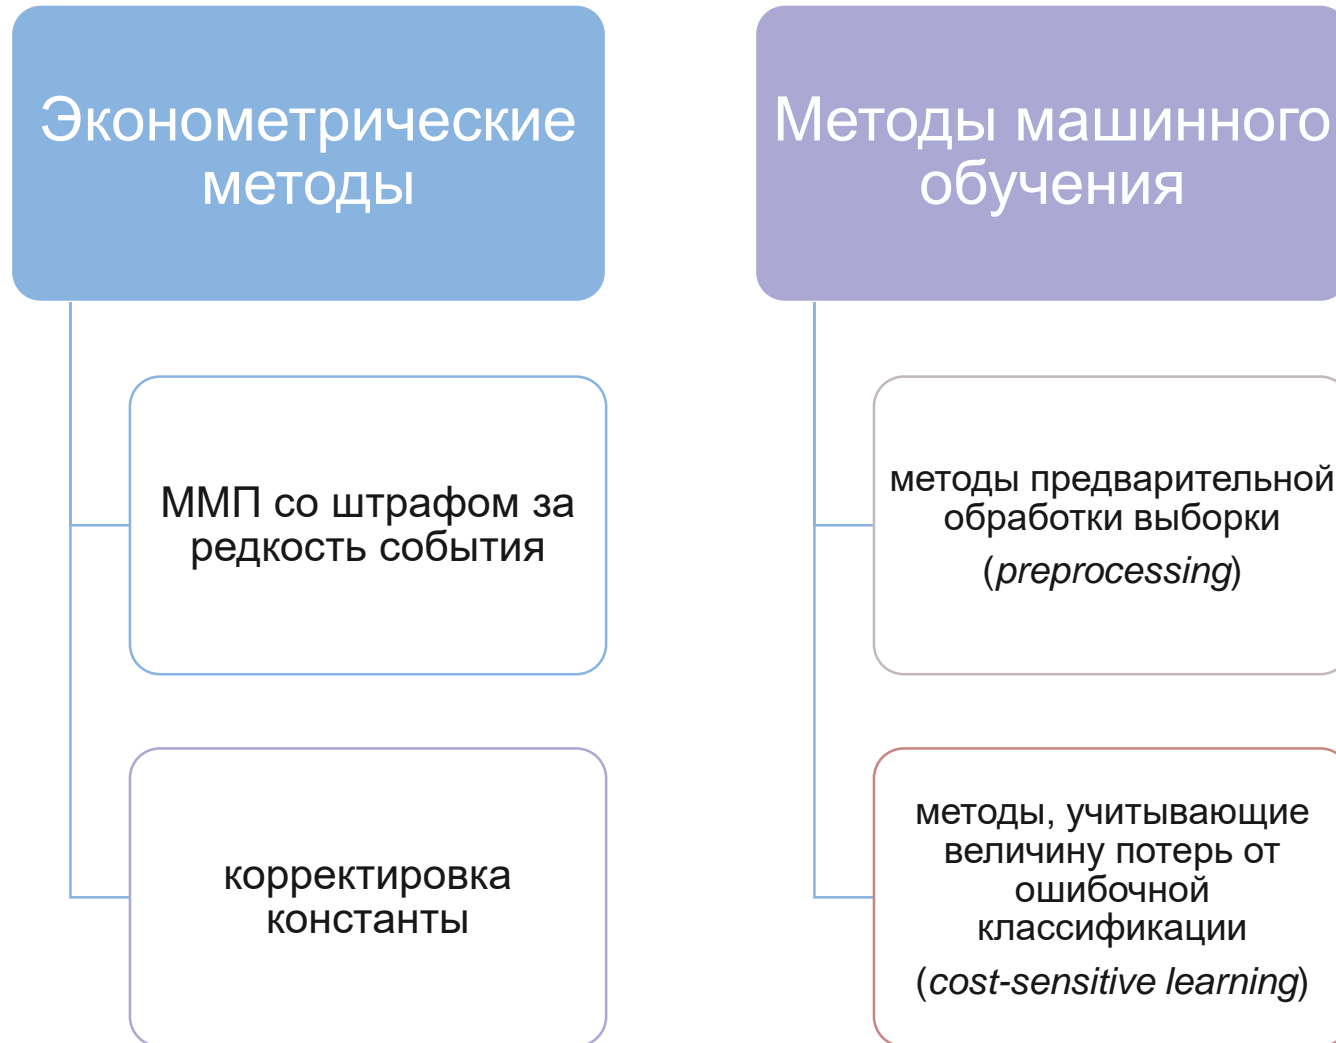 Эконометрические
методы
ММП со штрафом за
редкость события
корректировка
константы
Методы машинного
обучения
методы предварительной
обработки выборки
(preprocessing)
методы, учитывающие
величину потерь от
ошибочной
классификации
(cost-sensitive learning)